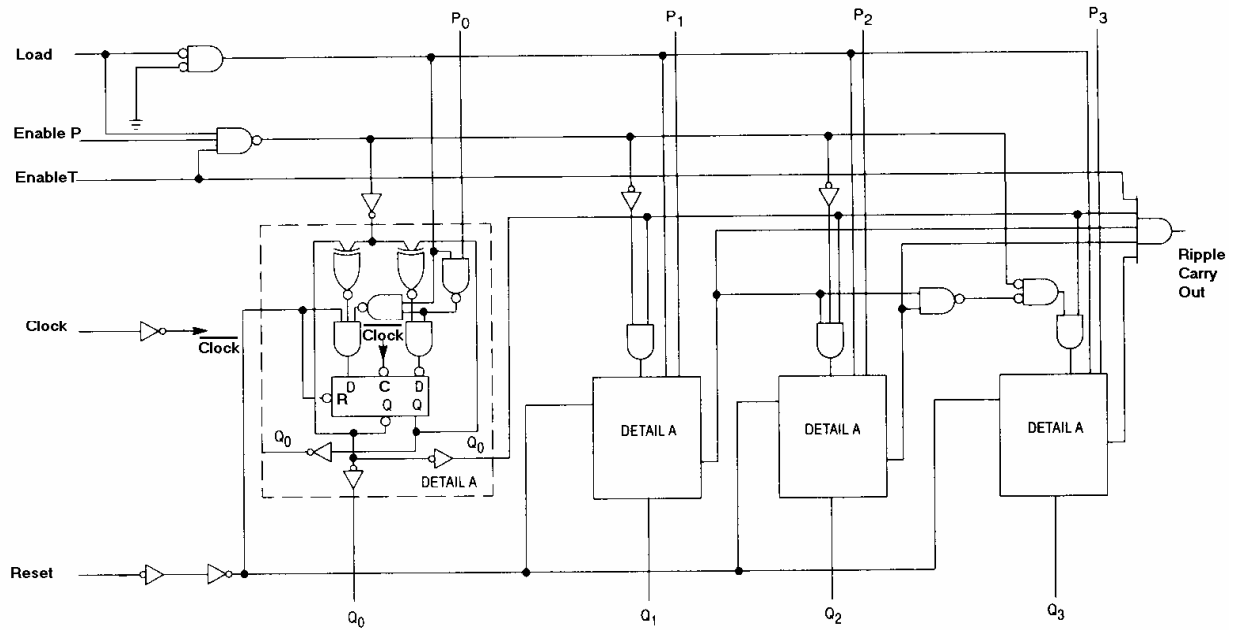 P0
P1
P2
P3
Load
Enable P
EnableT
Ripple
Carry
Out
Clock
Clock
Clock
D
C
D
R
Q
Q
Q0
Q0
DETAIL A
DETAIL A
DETAIL A
DETAIL A
Reset
Q0
Q1
Q2
Q3